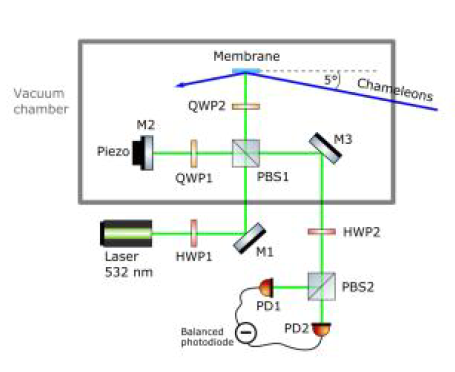 Membrane
5°
Chameleons
Vacuum
chamber
QWP2
M2
M3
Piezo
QWP1
PBS1
HWP2
M1
Laser
532 nm
HWP1
PBS2
PD1
Balanced
photodiode
PD2